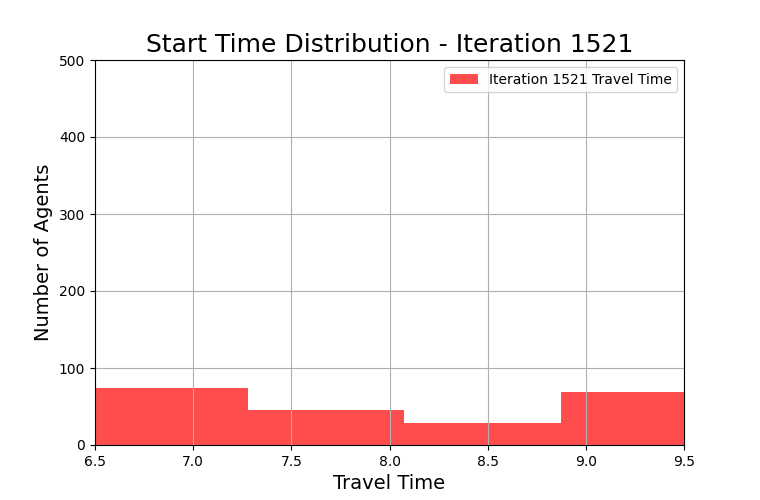 Start Time Distribution - Iteration 1521
Iteration 1521 Travel Time
Number of Agents
500
400
300
200
100
0
6.5 7.0 7.5 8.0 8.5 9.0 9.5
Travel Time